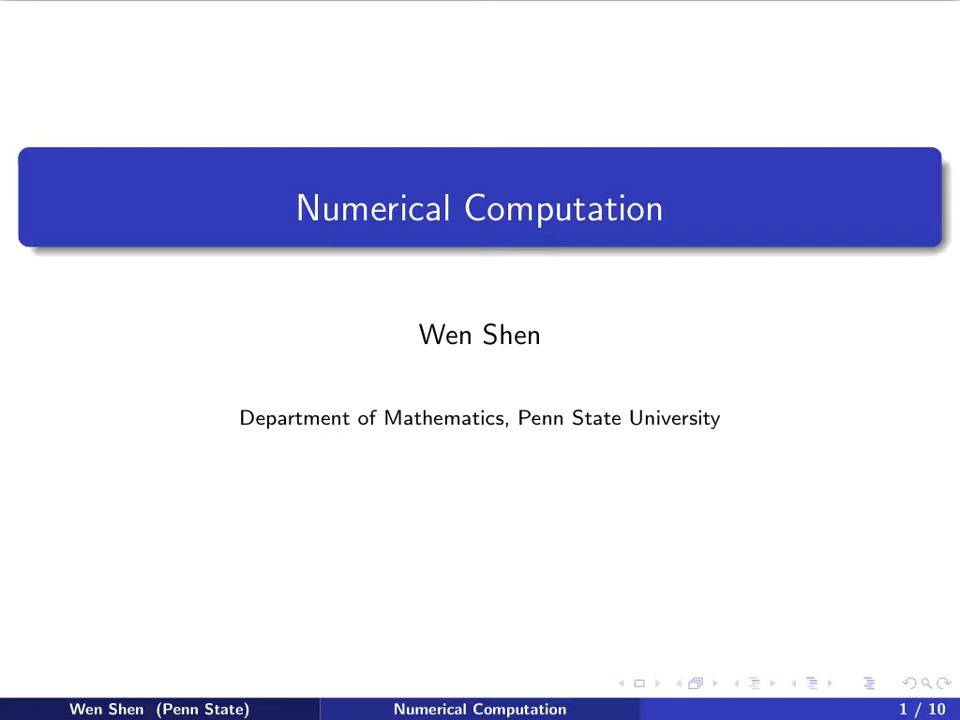 Numerical Computation
Wen Shen
Department of Mathematics, Penn State University
Wen Shen (Penn State) Numerical Computation 1 / 10